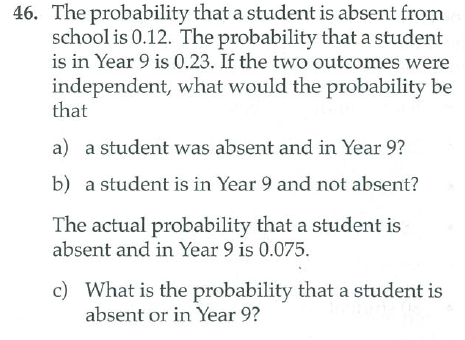 46. The probability that a student is absent from
school is 0.12. The probability that a student
is in Year 9 is 0.23. If the two outcomes were
independent, what would the probability be
that
a) a student was absent and in Year 9?
b) a student is in Year 9 and not absent?
The actual probability that a student is
absent and in Year 9 is 0.075.
c) What is the probability that a student is
absent or in Year 9?